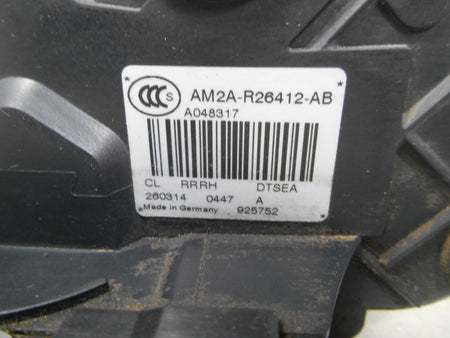 CCC S AM2A-R26412-AB
A048317
CL RRRH DTSEA
260314 0447 A
Made in Germany 925752